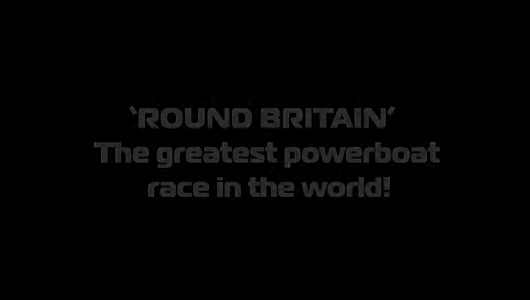 ‘ROUND BRITAIN’
The greatest powerboat
race in the world!